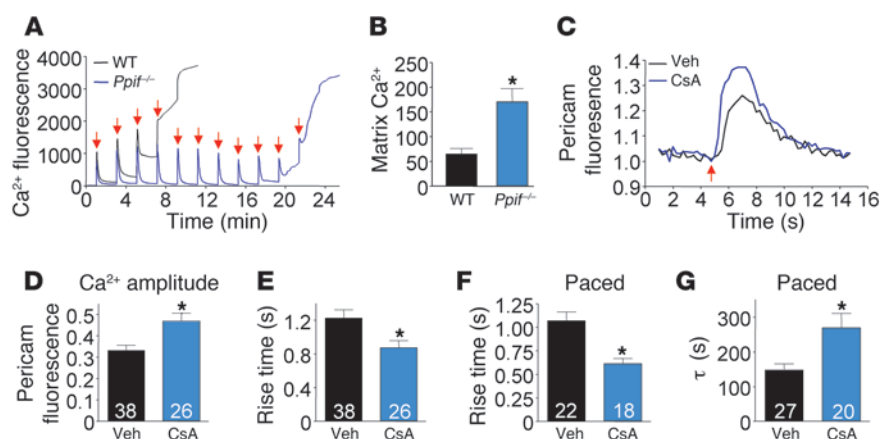 A
Ca²⁺ fluorescence
4000
3000
2000
1000
0
WT
Ppif⁻/⁻
0 4 8 12 16 20 24
Time (min)
B
Matrix Ca²⁺
250
200
150
100
50
0
*
WT Ppif⁻/⁻
C
Pericam
fluoresence
1.4
1.3
1.2
1.1
1.0
0.9
Veh
CsA
0 2 4 6 8 10 12 14 16
Time (s)
D Ca²⁺ amplitude
Pericam
fluorescence
0.5
0.4
0.3
0.2
0.1
0
*
38 26
Veh CsA
E
Rise time (s)
1.2
0.8
0.4
0
*
38 26
Veh CsA
F Paced
Rise time (s)
1.25
1.00
0.75
0.50
0.25
0.00
*
22 18
Veh CsA
G Paced
τ (s)
300
200
100
0
*
27 20
Veh CsA